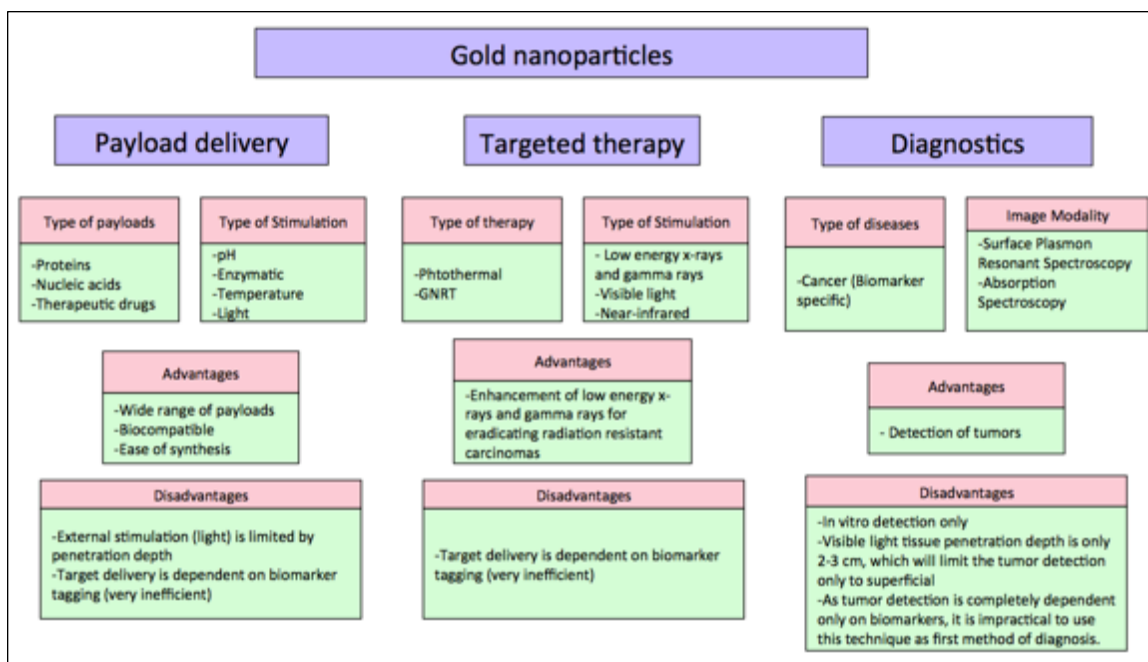 Gold nanoparticles
Payload delivery
Type of payloads
-Proteins
-Nucleic acids
-Therapeutic drugs
Type of Stimulation
-pH
-Enzymatic
-Temperature
-Light
Advantages
-Wide range of payloads
-Biocompatible
-Ease of synthesis
Disadvantages
-External stimulation (light) is limited by
penetration depth
-Target delivery is dependent on biomarker
tagging (very inefficient)
Targeted therapy
Type of therapy
-Phtothermal
-GNRT
Type of Stimulation
- Low energy x-rays
and gamma rays
-Visible light
-Near-infrared
Advantages
-Enhancement of low energy x-
rays and gamma rays for
eradicating radiation resistant
carcinomas
Disadvantages
-Target delivery is dependent on biomarker
tagging (very inefficient)
Diagnostics
Type of diseases
-Cancer (Biomarker
specific)
Image Modality
-Surface Plasmon
Resonant Spectroscopy
-Absorption
Spectroscopy
Advantages
- Detection of tumors
Disadvantages
-In vitro detection only
-Visible light tissue penetration depth is only
2-3 cm, which will limit the tumor detection
only to superficial
-As tumor detection is completely dependent
only on biomarkers, it is impractical to use
this technique as first method of diagnosis.